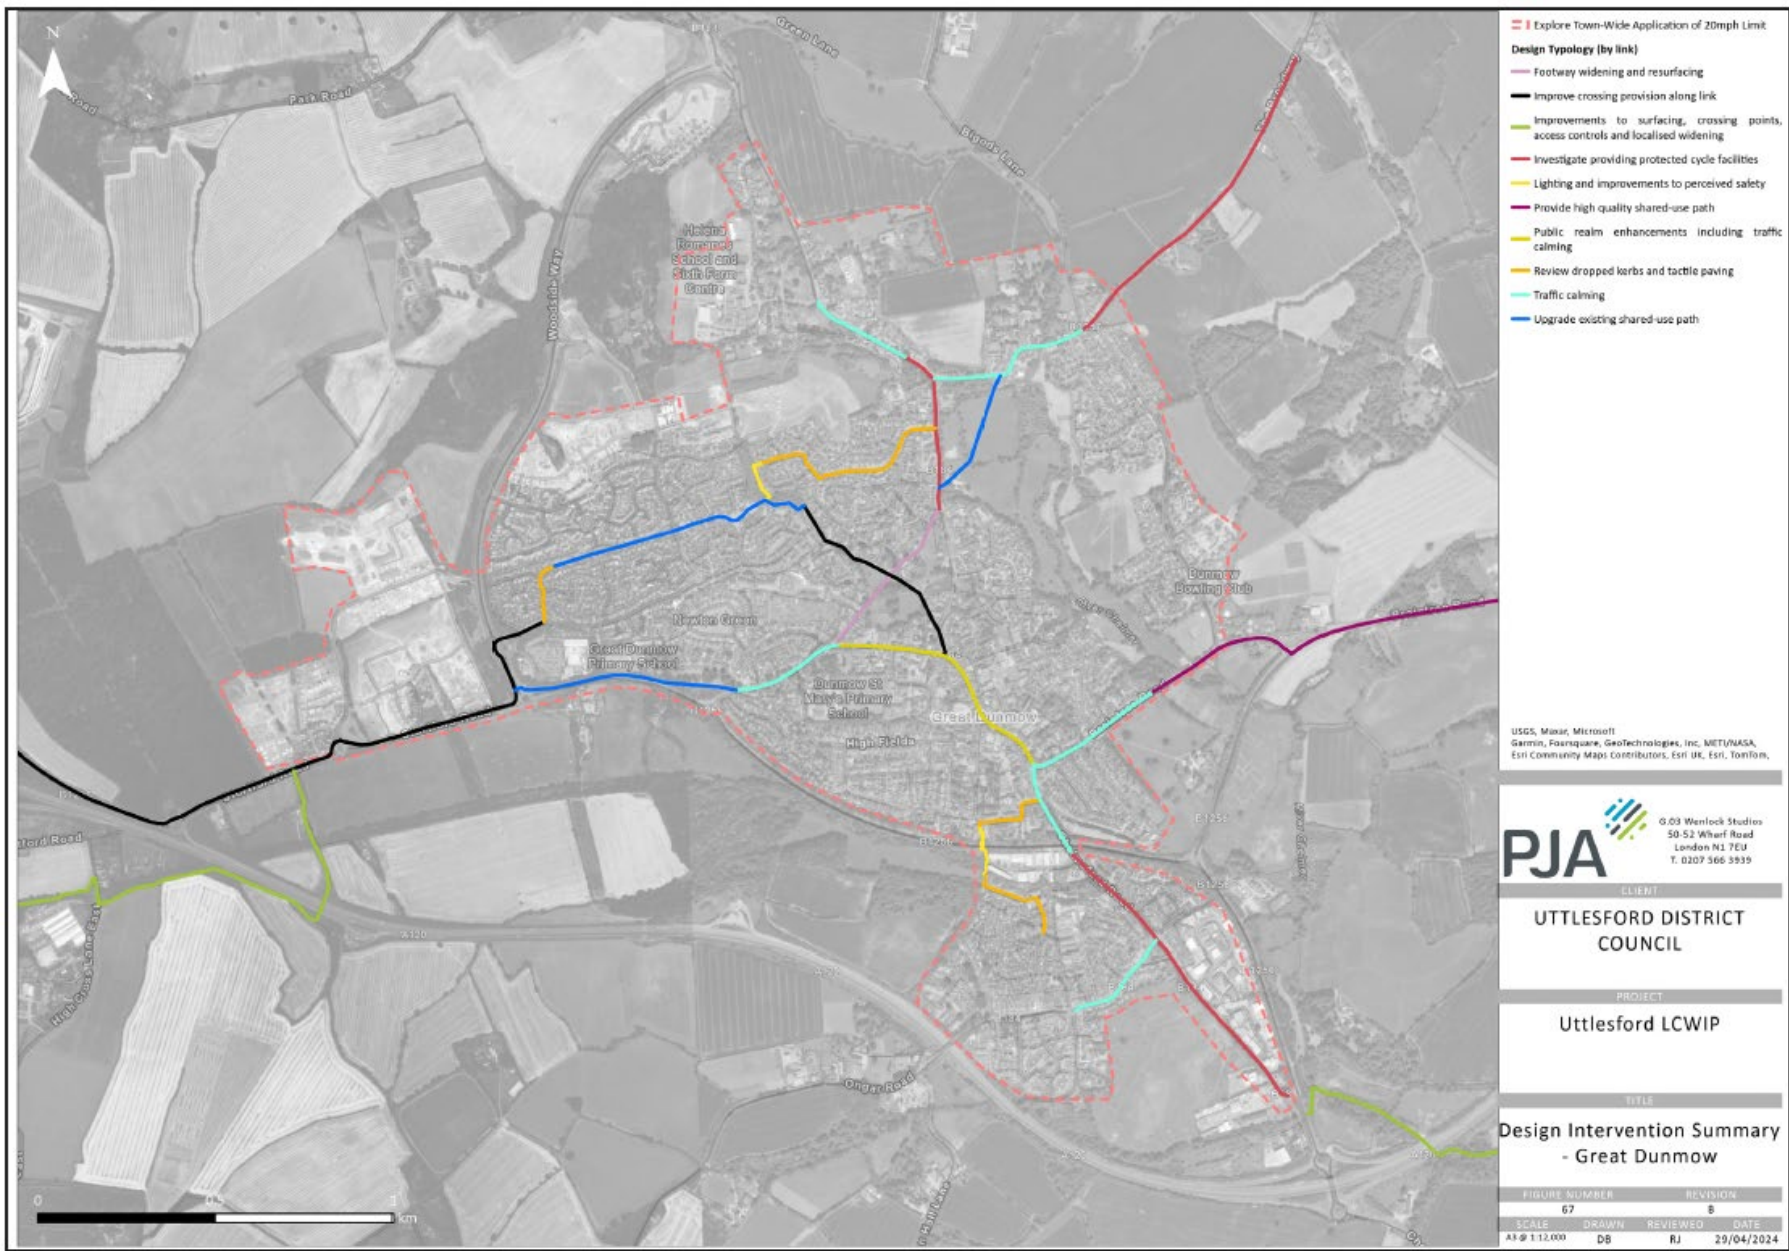 N
Green Lane
Park Road
Road
Bigods Lane
Helena
Romanes
School and
Sixth Form
Centre
Woodside Way
Dunmow
Bowling Club
Newton Green
Great Dunmow
Primary School
Dunmow St
Mary's Primary
School
Great Dunmow
High Fields
River Chelmer
B1256
B1256
A120
High Cross Lane East
Ongar Road
0
1
km
Explore Town-Wide Application of 20mph Limit
Design Typology (by link)
Footway widening and resurfacing
Improve crossing provision along link
Improvements to surfacing, crossing points,
access controls and localised widening
Investigate providing protected cycle facilities
Lighting and improvements to perceived safety
Provide high quality shared-use path
Public realm enhancements including traffic
calming
Review dropped kerbs and tactile paving
Traffic calming
Upgrade existing shared-use path
USGS, Maxar, Microsoft
Garmin, Foursquare, GeoTechnologies, Inc, METI/NASA,
Esri Community Maps Contributors, Esri UK, Esri, TomTom,
PJA
G.03 Wenlock Studios
50-52 Wharf Road
London N1 7EU
T. 0207 566 3939
CLIENT
UTTLESFORD DISTRICT
COUNCIL
PROJECT
Uttlesford LCWIP
TITLE
Design Intervention Summary
- Great Dunmow
FIGURE NUMBER REVISION
67 B
SCALE DRAWN REVIEWED DATE
A3 @ 1:12,000 DB RJ 29/04/2024